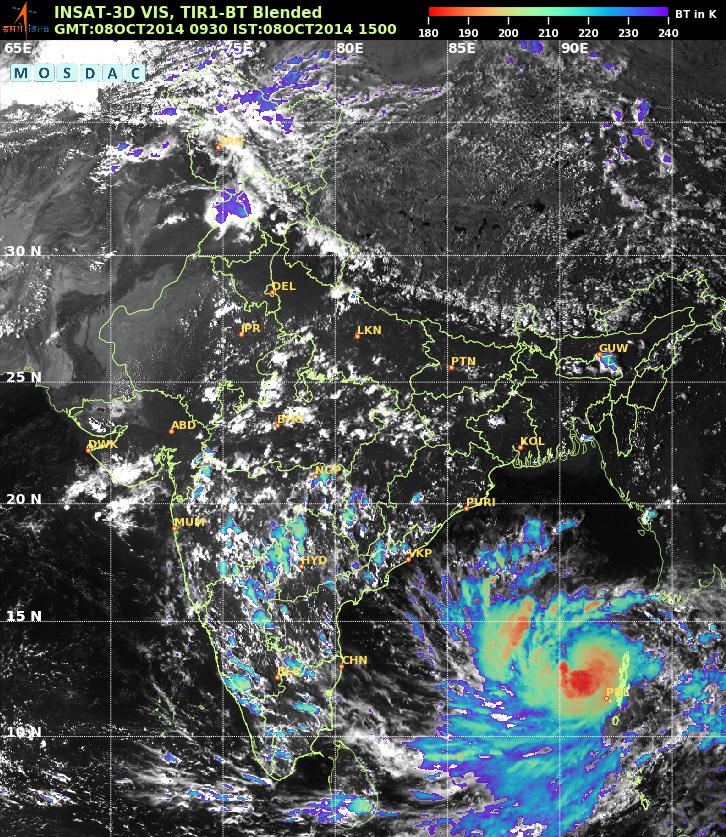 INSAT-3D VIS, TIR1-BT Blended
GMT:08OCT2014 0930 IST:08OCT2014 1500
BT in K
180 190 200 210 220 230 240
65E 75E 80E 85E 90E
MOSDAC
SRN
30 N
DEL
JPR
LKN
GUW
PTN
25 N
ABD
DWK
KOL
NGP
20 N
PURI
MUM
VKP
HYD
15 N
CHN
10 N